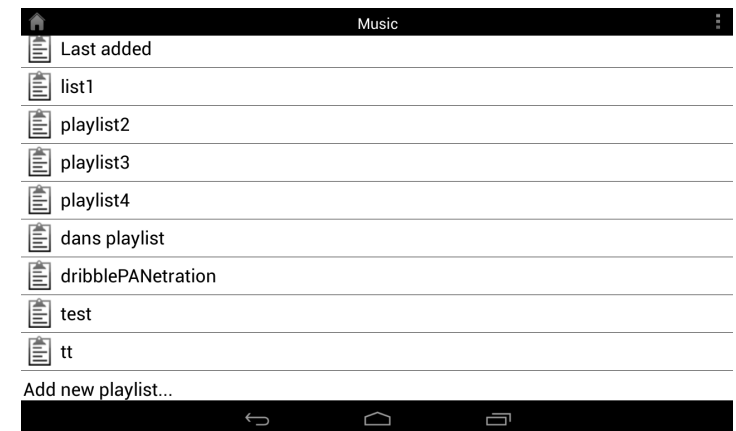 Music
Last added
list1
playlist2
playlist3
playlist4
dans playlist
dribblePANetration
test
tt
Add new playlist...